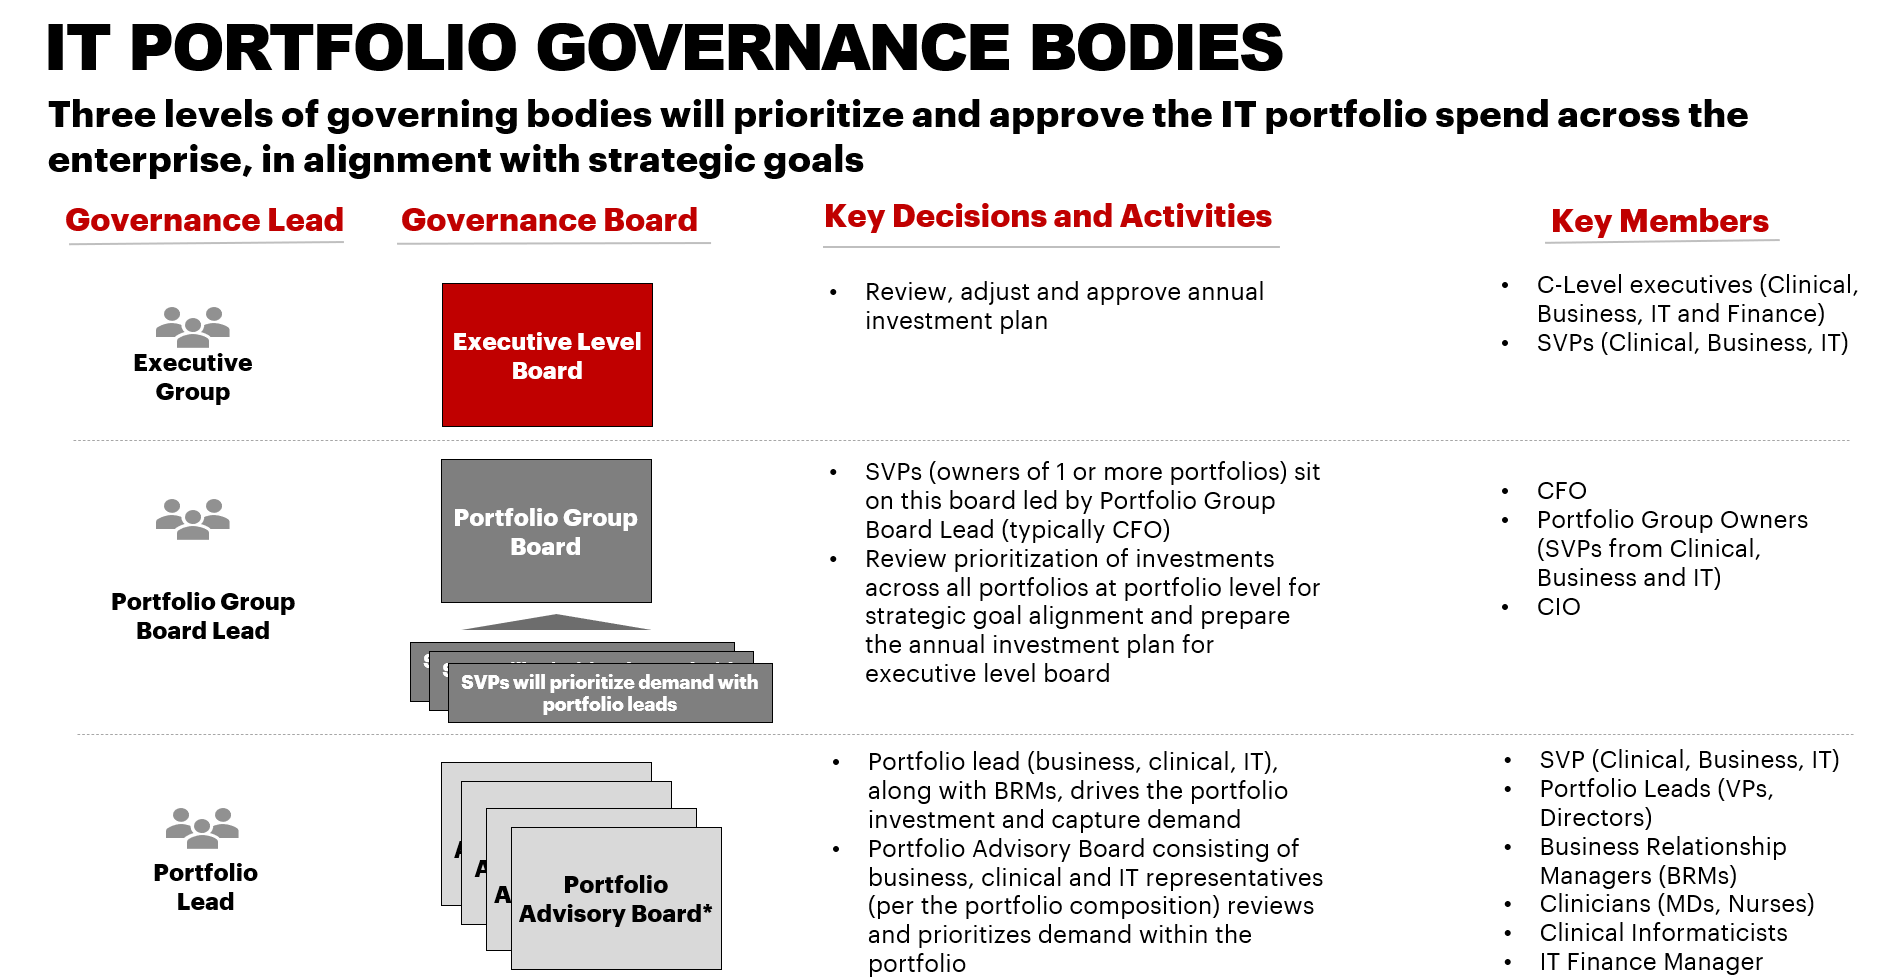 IT PORTFOLIO GOVERNANCE BODIES
Three levels of governing bodies will prioritize and approve the IT portfolio spend across the
enterprise, in alignment with strategic goals
Governance Lead
Governance Board
Key Decisions and Activities
Key Members
Executive
Group
Executive Level
Board
• Review, adjust and approve annual
investment plan
• C-Level executives (Clinical,
Business, IT and Finance)
• SVPs (Clinical, Business, IT)
Portfolio Group
Board Lead
Portfolio Group
Board
SVPs will prioritize demand with
portfolio leads
• SVPs (owners of 1 or more portfolios) sit
on this board led by Portfolio Group
Board Lead (typically CFO)
• Review prioritization of investments
across all portfolios at portfolio level for
strategic goal alignment and prepare
the annual investment plan for
executive level board
• CFO
• Portfolio Group Owners
(SVPs from Clinical,
Business and IT)
• CIO
Portfolio
Lead
A
A
A
Portfolio
Advisory Board*
• Portfolio lead (business, clinical, IT),
along with BRMs, drives the portfolio
investment and capture demand
• Portfolio Advisory Board consisting of
business, clinical and IT representatives
(per the portfolio composition) reviews
and prioritizes demand within the
portfolio
• SVP (Clinical, Business, IT)
• Portfolio Leads (VPs,
Directors)
• Business Relationship
Managers (BRMs)
• Clinicians (MDs, Nurses)
• Clinical Informaticists
• IT Finance Manager